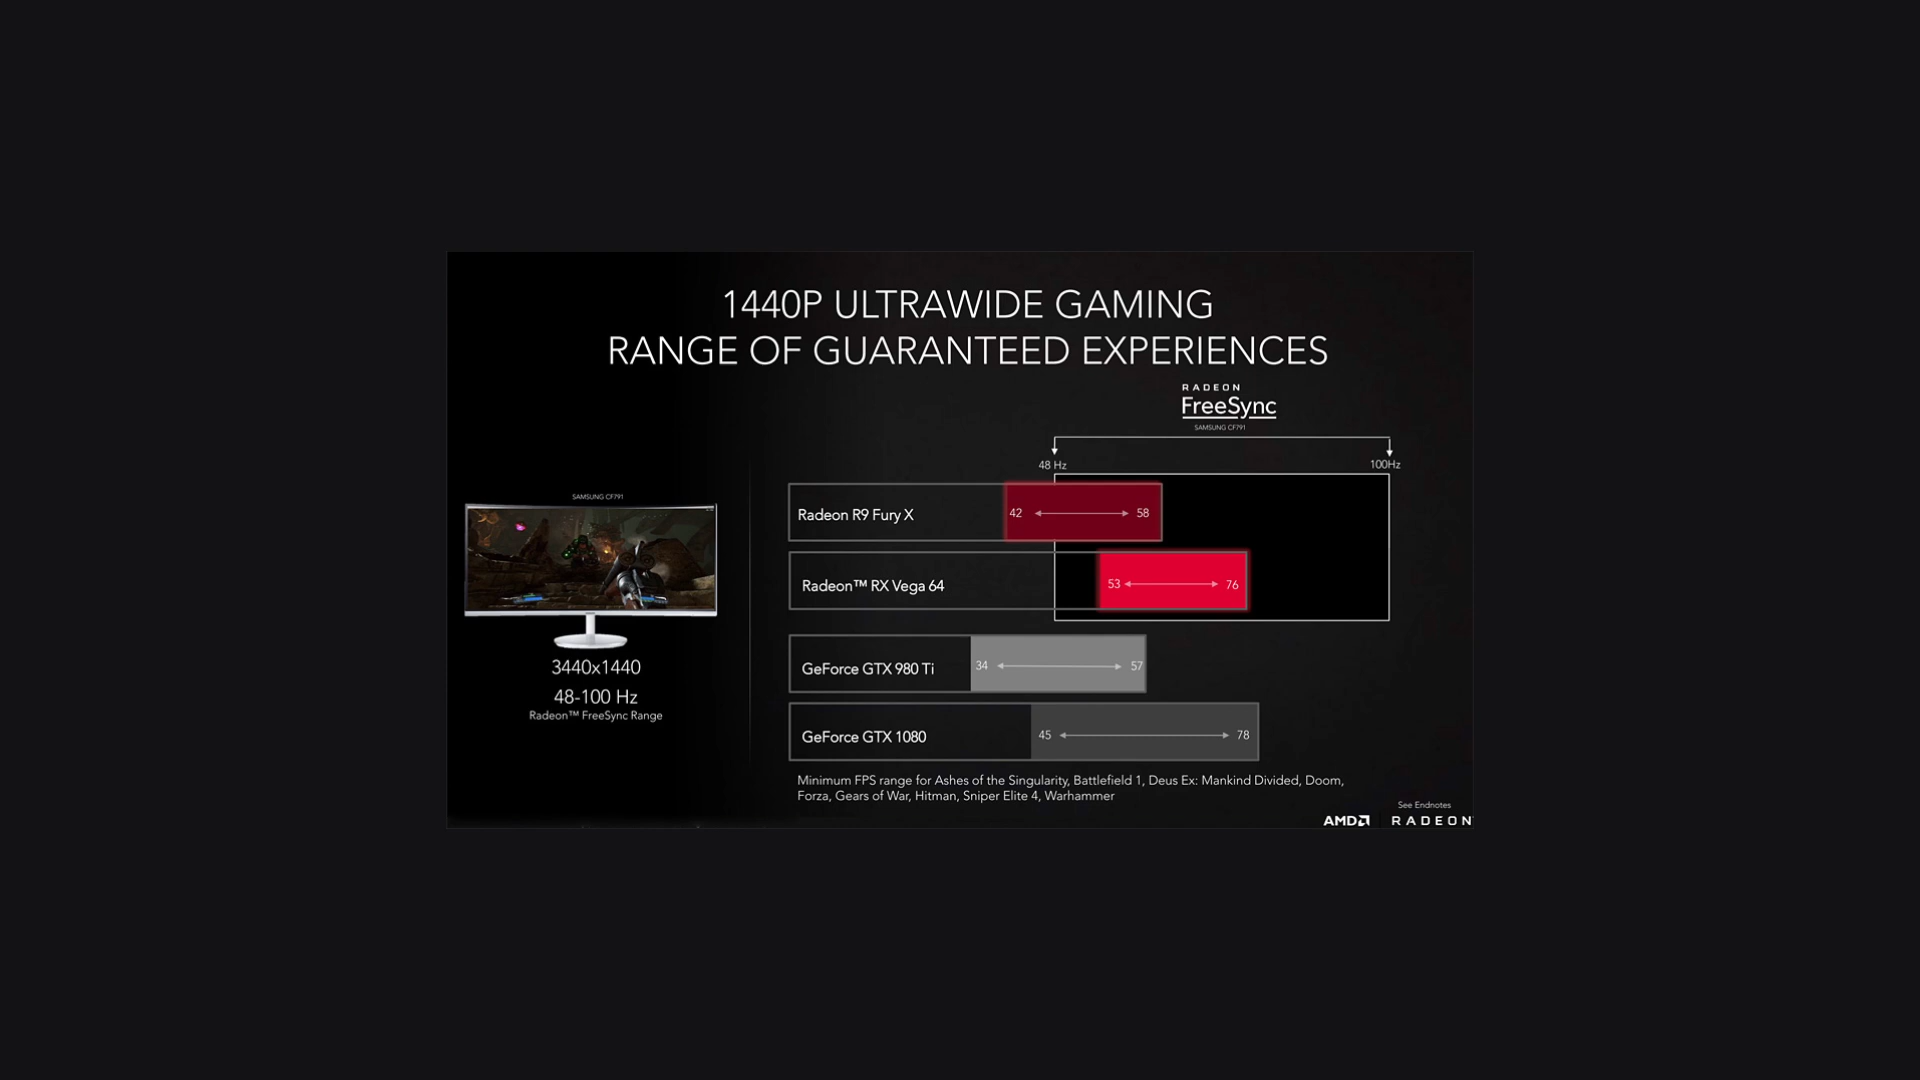 1440P ULTRAWIDE GAMING
RANGE OF GUARANTEED EXPERIENCES
RADEON
FreeSync
SAMSUNG CF791
48 Hz
100Hz
SAMSUNG CF791
3440x1440
48-100 Hz
Radeon™ FreeSync Range
Radeon R9 Fury X
42
58
Radeon™ RX Vega 64
53
76
GeForce GTX 980 Ti
34
57
GeForce GTX 1080
45
78
Minimum FPS range for Ashes of the Singularity, Battlefield 1, Deus Ex: Mankind Divided, Doom,
Forza, Gears of War, Hitman, Sniper Elite 4, Warhammer
See Endnotes
AMD
RADEON